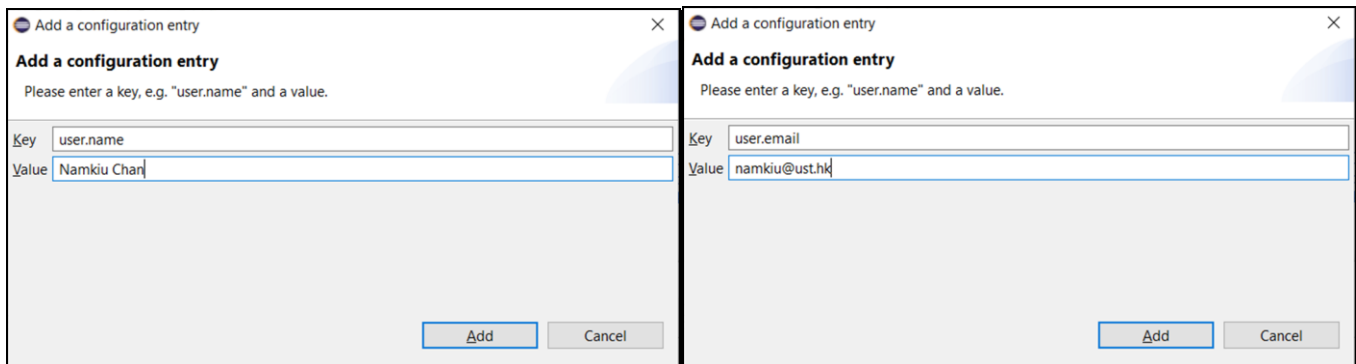 Add a configuration entry
Add a configuration entry
Please enter a key, e.g. "user.name" and a value.
Key user.name
Value Namkiu Chan
Add Cancel
Add a configuration entry
Add a configuration entry
Please enter a key, e.g. "user.name" and a value.
Key user.email
Value namkiu@ust.hk
Add Cancel